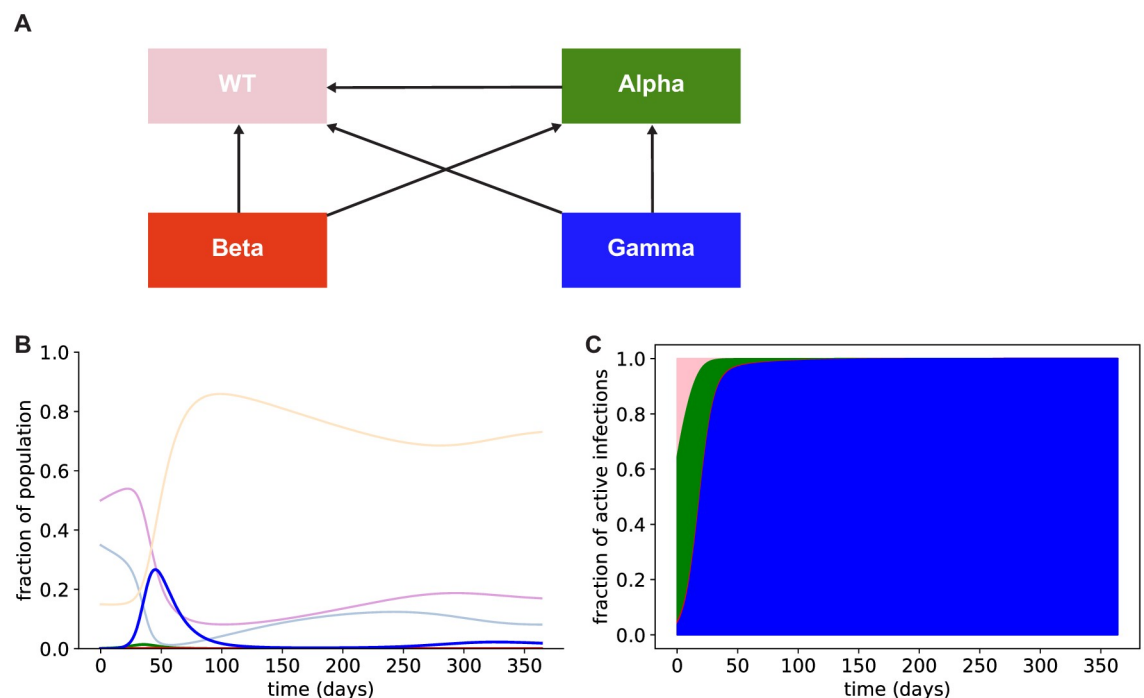 A
WT
Alpha
Beta
Gamma
B
1.0
0.8
0.6
0.4
0.2
0.0
fraction of population
0 50 100 150 200 250 300 350
time (days)
C
1.0
0.8
0.6
0.4
0.2
0.0
fraction of active infections
0 50 100 150 200 250 300 350
time (days)